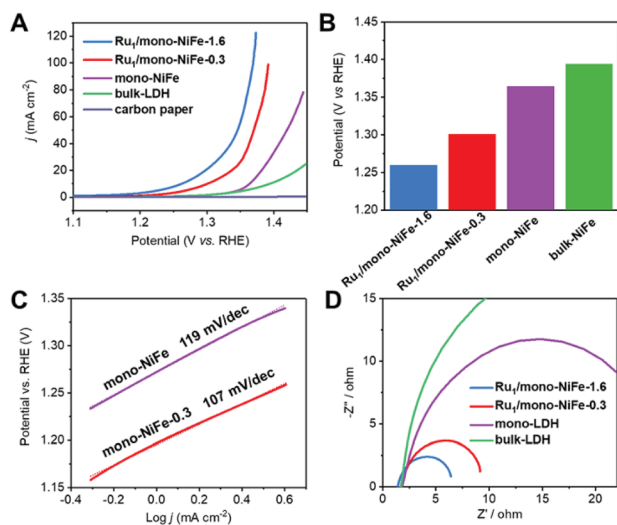 A
Ru1/mono-NiFe-1.6
Ru1/mono-NiFe-0.3
mono-NiFe
bulk-LDH
carbon paper
j (mA cm-2)
120
100
80
60
40
20
0
1.1
1.2
1.3
1.4
Potential (V vs. RHE)
B
Potential (V vs RHE)
1.45
1.40
1.35
1.30
1.25
1.20
Ru1/mono-NiFe-1.6
Ru1/mono-NiFe-0.3
mono-NiFe
bulk-NiFe
C
Potential vs. RHE (V)
1.35
1.30
1.25
1.20
1.15
mono-NiFe 119 mV/dec
mono-NiFe-0.3 107 mV/dec
-0.4
-0.2
0.0
0.2
0.4
0.6
Log j (mA cm-2)
D
-Z'' / ohm
15
10
5
0
Ru1/mono-NiFe-1.6
Ru1/mono-NiFe-0.3
mono-LDH
bulk-LDH
0
5
10
15
20
Z' / ohm